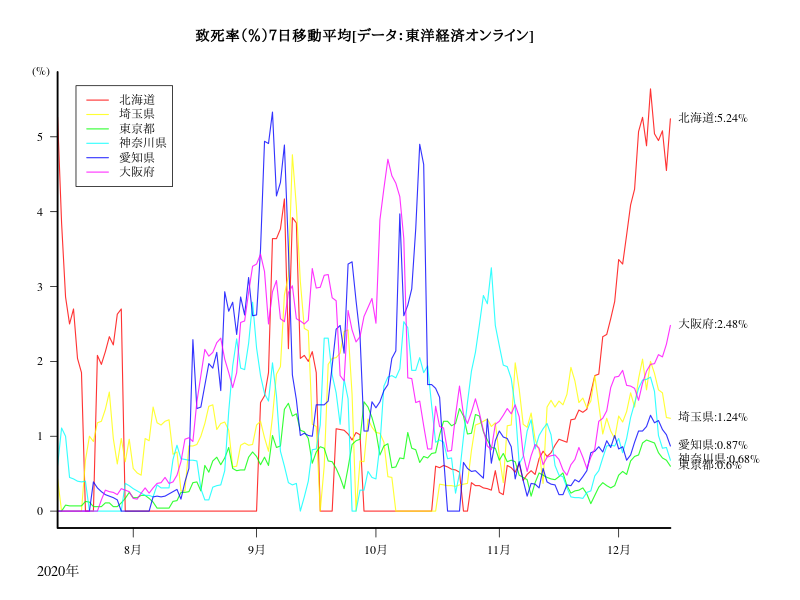 致死率(%)7日移動平均[データ：東洋経済オンライン]
(%)
北海道
埼玉県
東京都
神奈川県
愛知県
大阪府
5
4
3
2
1
0
北海道:5.24%
大阪府:2.48%
埼玉県:1.24%
愛知県:0.87%
神奈川県:0.68%
東京都:0.6%
8月
9月
10月
11月
12月
2020年